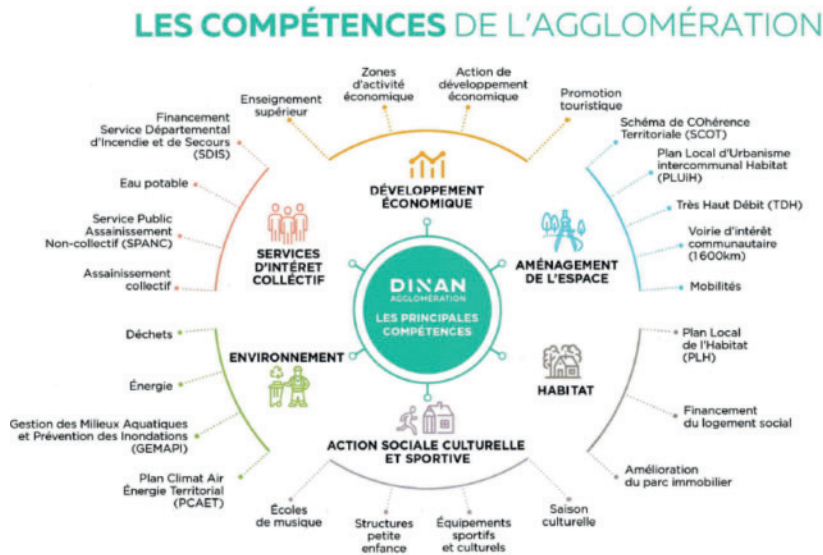 LES COMPÉTENCES DE L'AGGLOMÉRATION
Zones
d'activité
économique
Action de
développement
économique
Enseignement
supérieur
Promotion
touristique
DÉVELOPPEMENT
ÉCONOMIQUE
Financement
Service Départemental
d'Incendie et de Secours
(SDIS)
Eau potable
Service Public
Assainissement
Non-collectif (SPANC)
Assainissement
collectif
SERVICES
D'INTÉRET
COLLÉCTIF
Schéma de COhérence
Territoriale (SCOT)
Plan Local d'Urbanisme
intercommunal Habitat
(PLUiH)
Très Haut Débit (TDH)
Voirie d'intérêt
communautaire
(1600km)
Mobilités
AMÉNAGEMENT
DE L'ESPACE
DINAN
AGGLOMÉRATION
LES PRINCIPALES
COMPÉTENCES
Déchets
Énergie
Gestion des Milieux Aquatiques
et Prévention des Inondations
(GEMAPI)
Plan Climat Air
Énergie Territorial
(PCAET)
ENVIRONNEMENT
Plan Local
de l'Habitat
(PLH)
Financement
du logement social
Amélioration
du parc immobilier
HABITAT
ACTION SOCIALE CULTURELLE
ET SPORTIVE
Écoles
de musique
Structures
petite
enfance
Équipements
sportifs
et culturels
Saison
culturelle